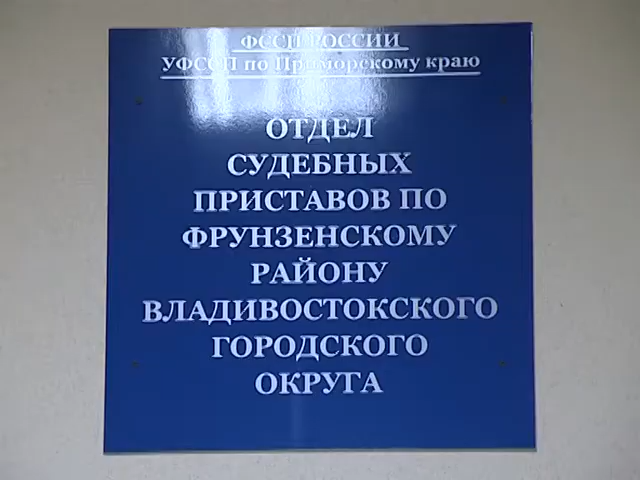 ФССП РОССИИ
УФССП по Приморскому краю
ОТДЕЛ
СУДЕБНЫХ
ПРИСТАВОВ ПО
ФРУНЗЕНСКОМУ
РАЙОНУ
ВЛАДИВОСТОКСКОГО
ГОРОДСКОГО
ОКРУГА